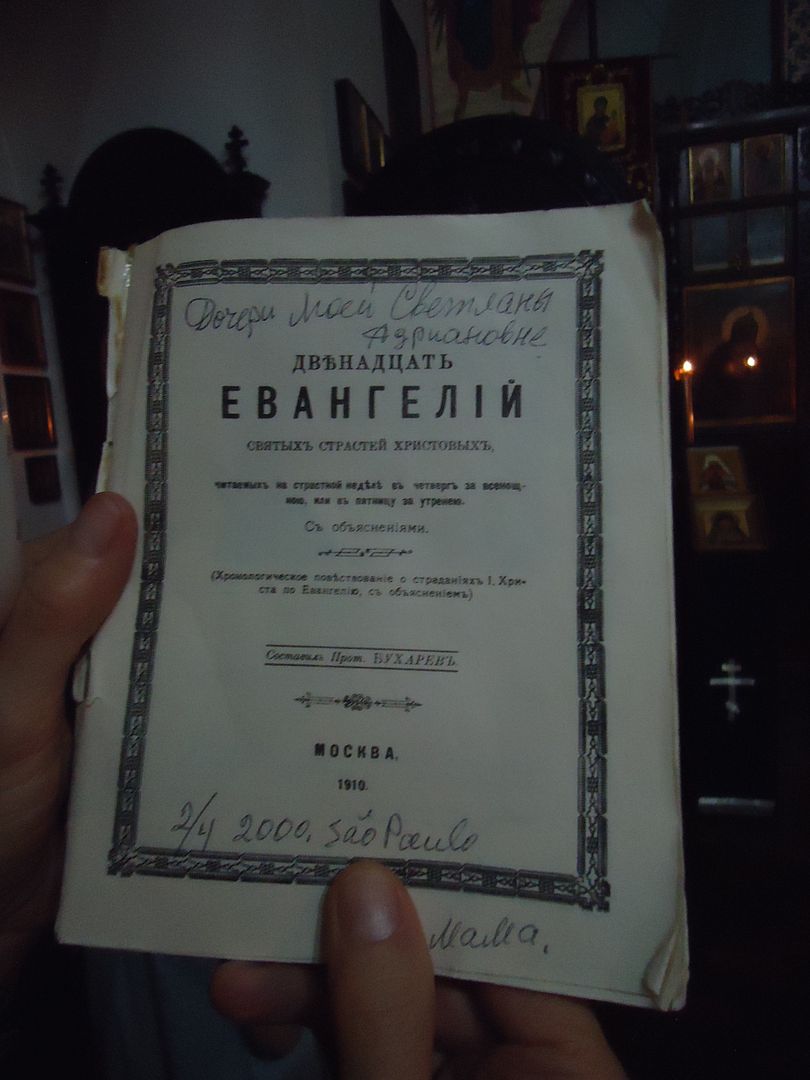 Дочери Моей Светланы
Адриановне
ДВѢНАДЦАТЬ
ЕВАНГЕЛІЙ
СВЯТЫХЪ СТРАСТЕЙ ХРИСТОВЫХЪ,
читаемыхъ на страстной недѣлѣ въ четвергъ за всенощ-
ною, или въ пятницу за утренею.
Съ объясненіями.
(Хронологическое повѣствованіе о страданіяхъ І. Хри-
ста по Евангелію, съ объясненіемъ)
Составилъ Прот. БУХАРЕВЪ.
МОСКВА,
1910.
2/4 2000. São Paulo
Мама,